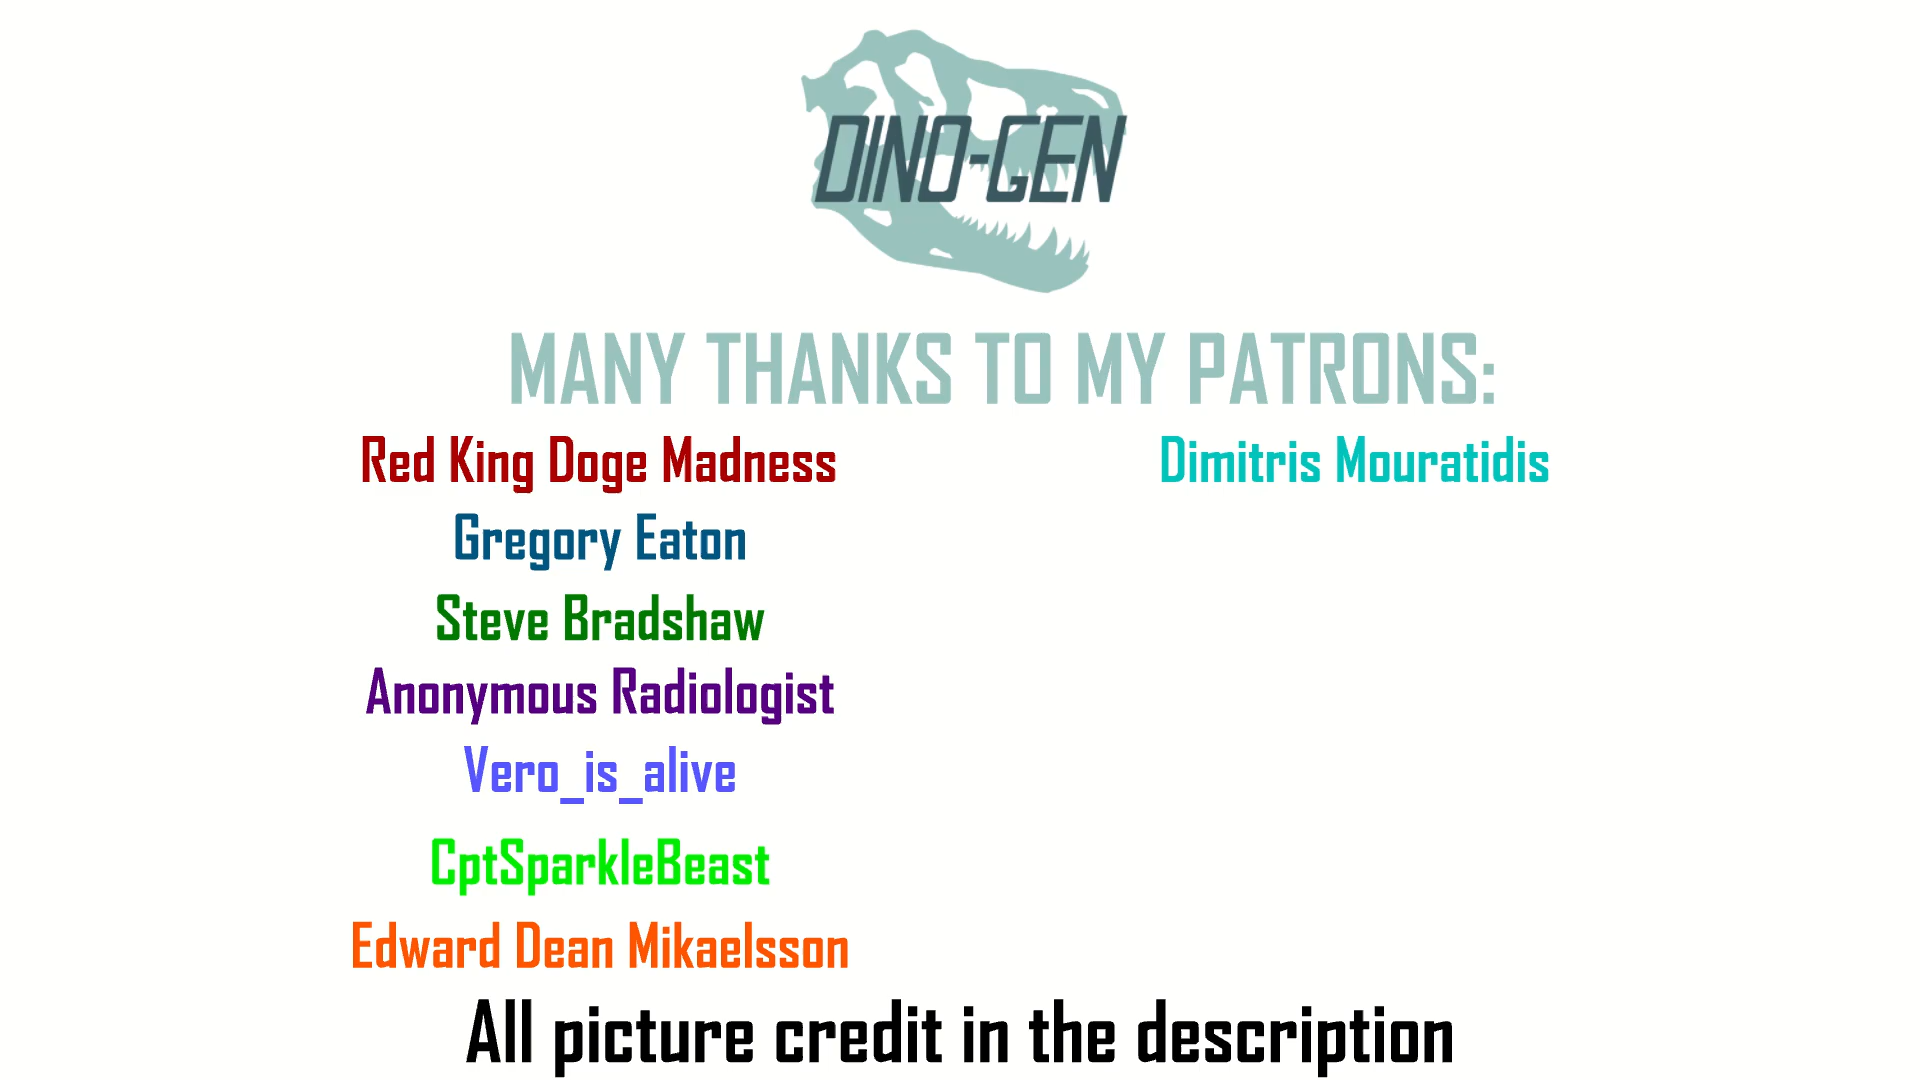 DINO-GEN
MANY THANKS TO MY PATRONS:
Red King Doge Madness
Gregory Eaton
Steve Bradshaw
Anonymous Radiologist
Vero_is_alive
CptSparkleBeast
Edward Dean Mikaelsson
Dimitris Mouratidis
All picture credit in the description